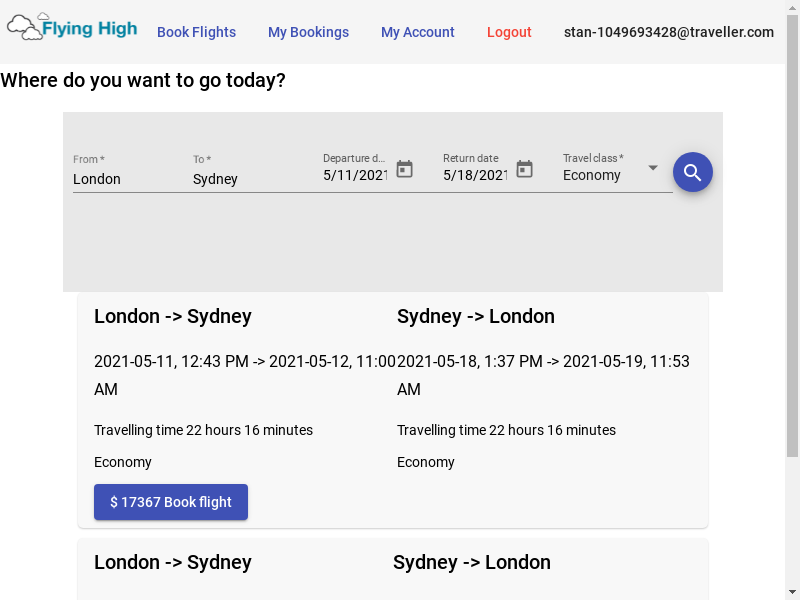 Flying High Book Flights My Bookings My Account Logout stan-1049693428@traveller.com
Where do you want to go today?
From * To * Departure d... Return date Travel class *
London Sydney 5/11/2021 5/18/2021 Economy
London -> Sydney
2021-05-11, 12:43 PM -> 2021-05-12, 11:00
AM
Travelling time 22 hours 16 minutes
Economy
$ 17367 Book flight
Sydney -> London
2021-05-18, 1:37 PM -> 2021-05-19, 11:53
AM
Travelling time 22 hours 16 minutes
Economy
London -> Sydney
Sydney -> London